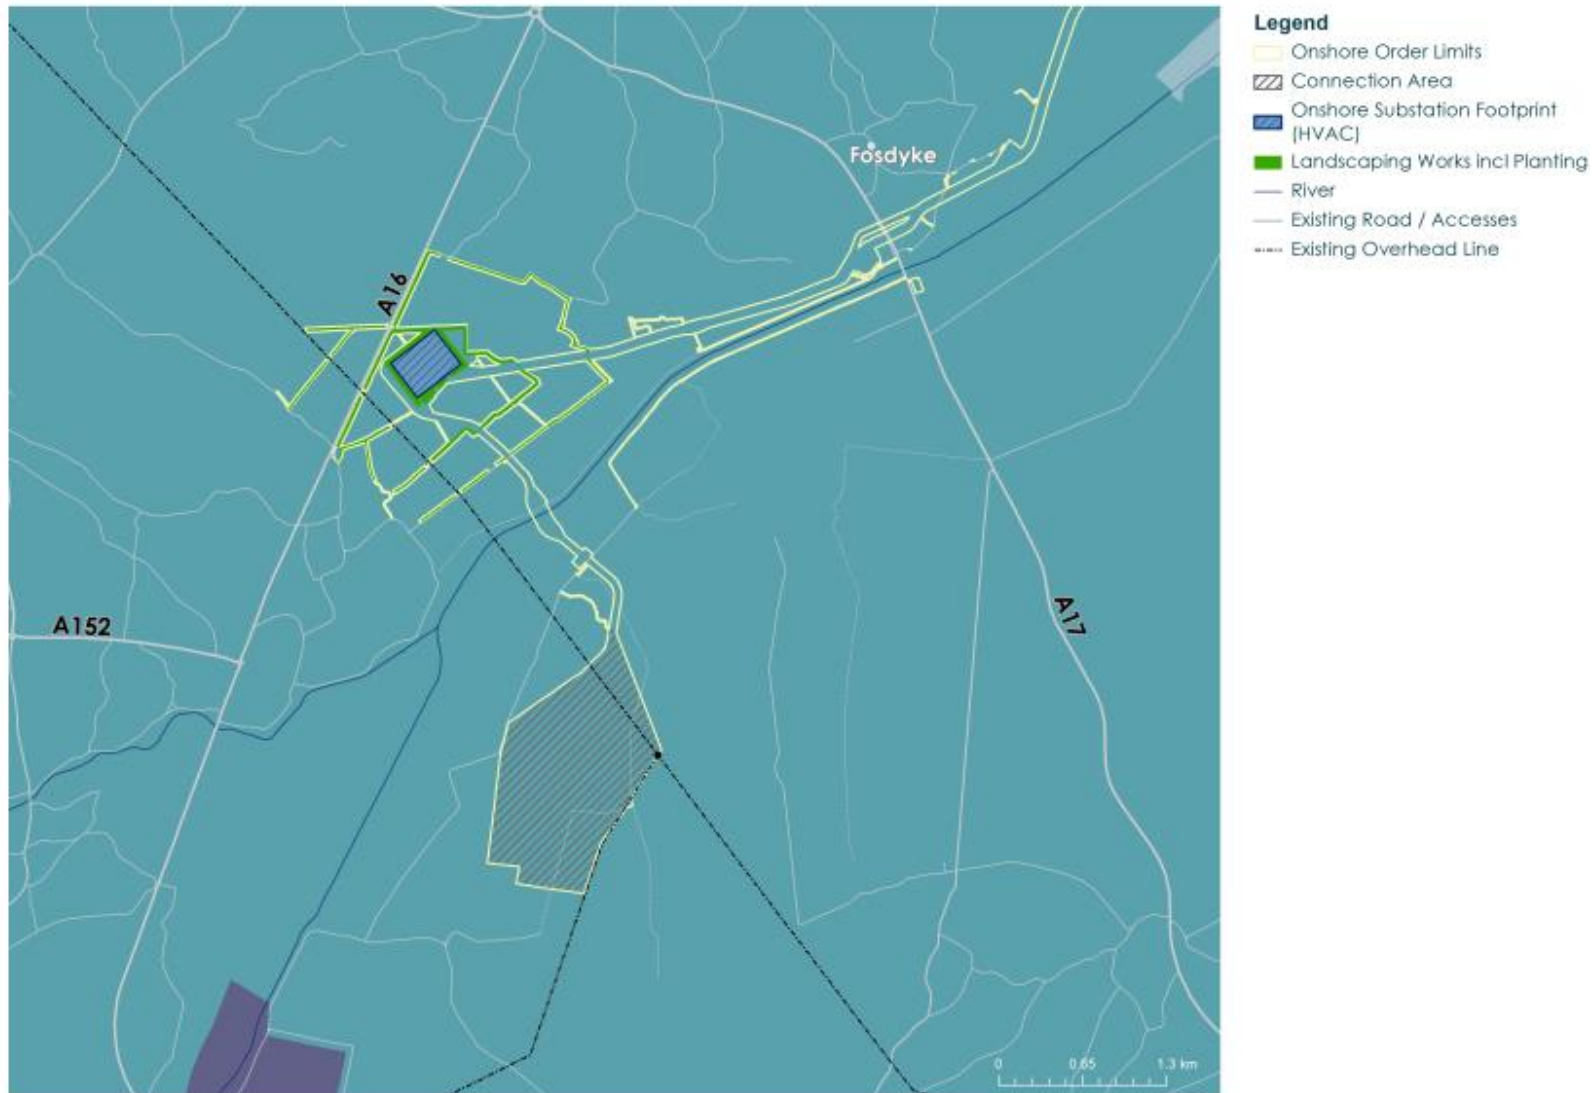 Legend
Onshore Order Limits
Connection Area
Onshore Substation Footprint
(HVAC)
Landscaping Works incl Planting
River
Existing Road / Accesses
Existing Overhead Line
Fosdyke
A16
A152
A17
0 0.65 1.3 km